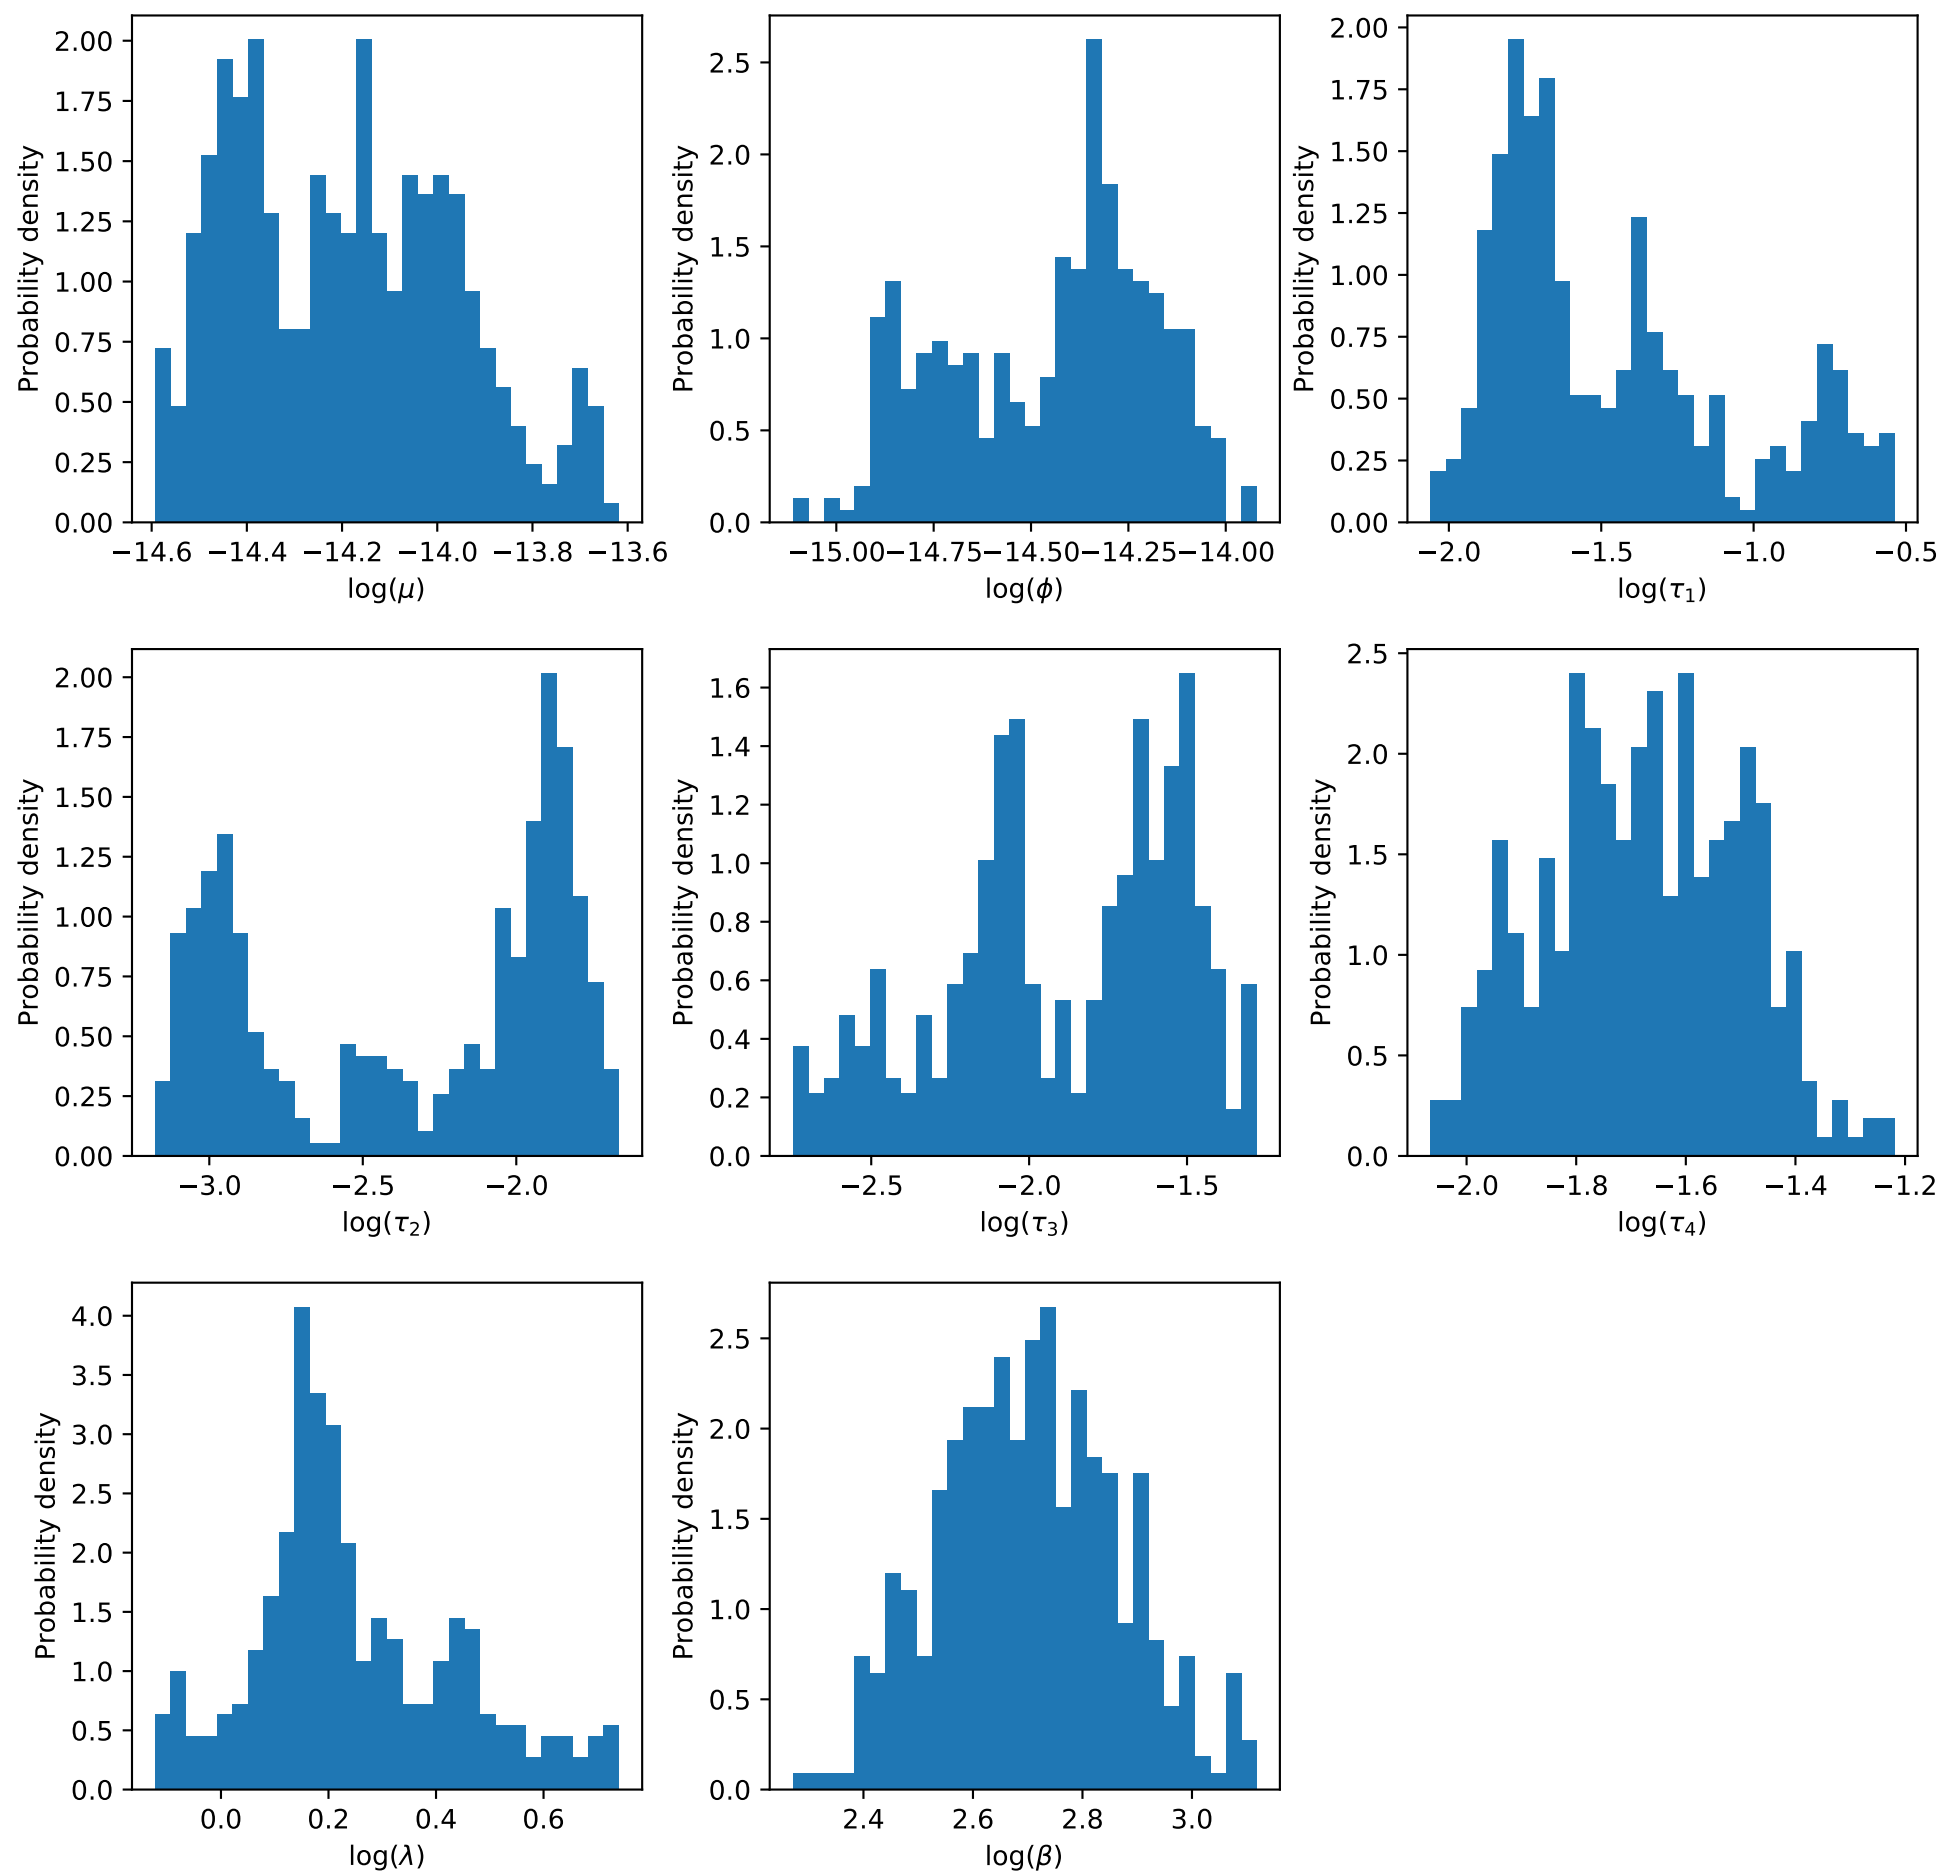 Probability density
2.00
1.75
1.50
1.25
1.00
0.75
0.50
0.25
0.00
−14.6 −14.4 −14.2 −14.0 −13.8 −13.6
log(μ)
Probability density
2.5
2.0
1.5
1.0
0.5
0.0
−15.00 −14.75 −14.50 −14.25 −14.00
log(ϕ)
Probability density
2.00
1.75
1.50
1.25
1.00
0.75
0.50
0.25
0.00
−2.0 −1.5 −1.0 −0.5
log(τ₁)
Probability density
2.00
1.75
1.50
1.25
1.00
0.75
0.50
0.25
0.00
−3.0 −2.5 −2.0
log(τ₂)
Probability density
1.6
1.4
1.2
1.0
0.8
0.6
0.4
0.2
0.0
−2.5 −2.0 −1.5
log(τ₃)
Probability density
2.5
2.0
1.5
1.0
0.5
0.0
−2.0 −1.8 −1.6 −1.4 −1.2
log(τ₄)
Probability density
4.0
3.5
3.0
2.5
2.0
1.5
1.0
0.5
0.0
0.0 0.2 0.4 0.6
log(λ)
Probability density
2.5
2.0
1.5
1.0
0.5
0.0
2.4 2.6 2.8 3.0
log(β)